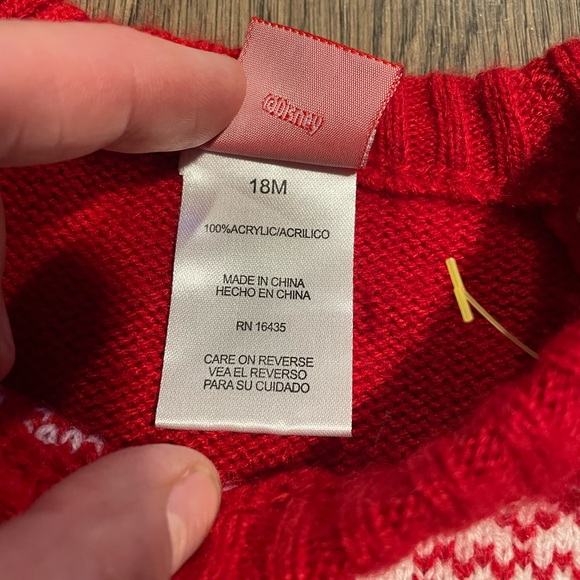 ©DISNEY
18M
100%ACRYLIC/ACRILICO
MADE IN CHINA
HECHO EN CHINA
RN 16435
CARE ON REVERSE
VEA EL REVERSO
PARA SU CUIDADO